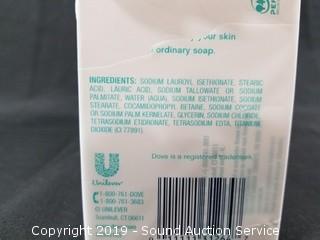 your skin
ordinary soap.
INGREDIENTS: SODIUM LAUROYL ISETHIONATE, STEARIC
ACID, LAURIC ACID, SODIUM TALLOWATE OR SODIUM
PALMITATE, WATER (AQUA), SODIUM ISETHIONATE, SODIUM
STEARATE, COCAMIDOPROPYL BETAINE, SODIUM COCOATE
OR SODIUM PALM KERNELATE, GLYCERIN, SODIUM CHLORIDE,
TETRASODIUM ETIDRONATE, TETRASODIUM EDTA, TITANIUM
DIOXIDE (CI 77891).
Dove is a registered trademark.
Unilever
1-800-761-DOVE
1-800-761-3683
© UNILEVER
Trumbull, CT 06611
Copyright 2019 - SouthernOhioAuctions.com